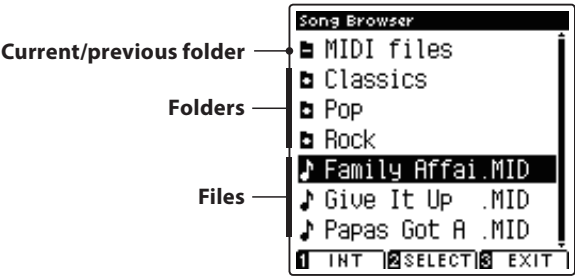 Song Browser
Current/previous folder
MIDI files
Classics
Folders
Pop
Rock
Family Affai.MID
Files
Give It Up .MID
Papas Got A .MID
1 INT 2 SELECT 3 EXIT